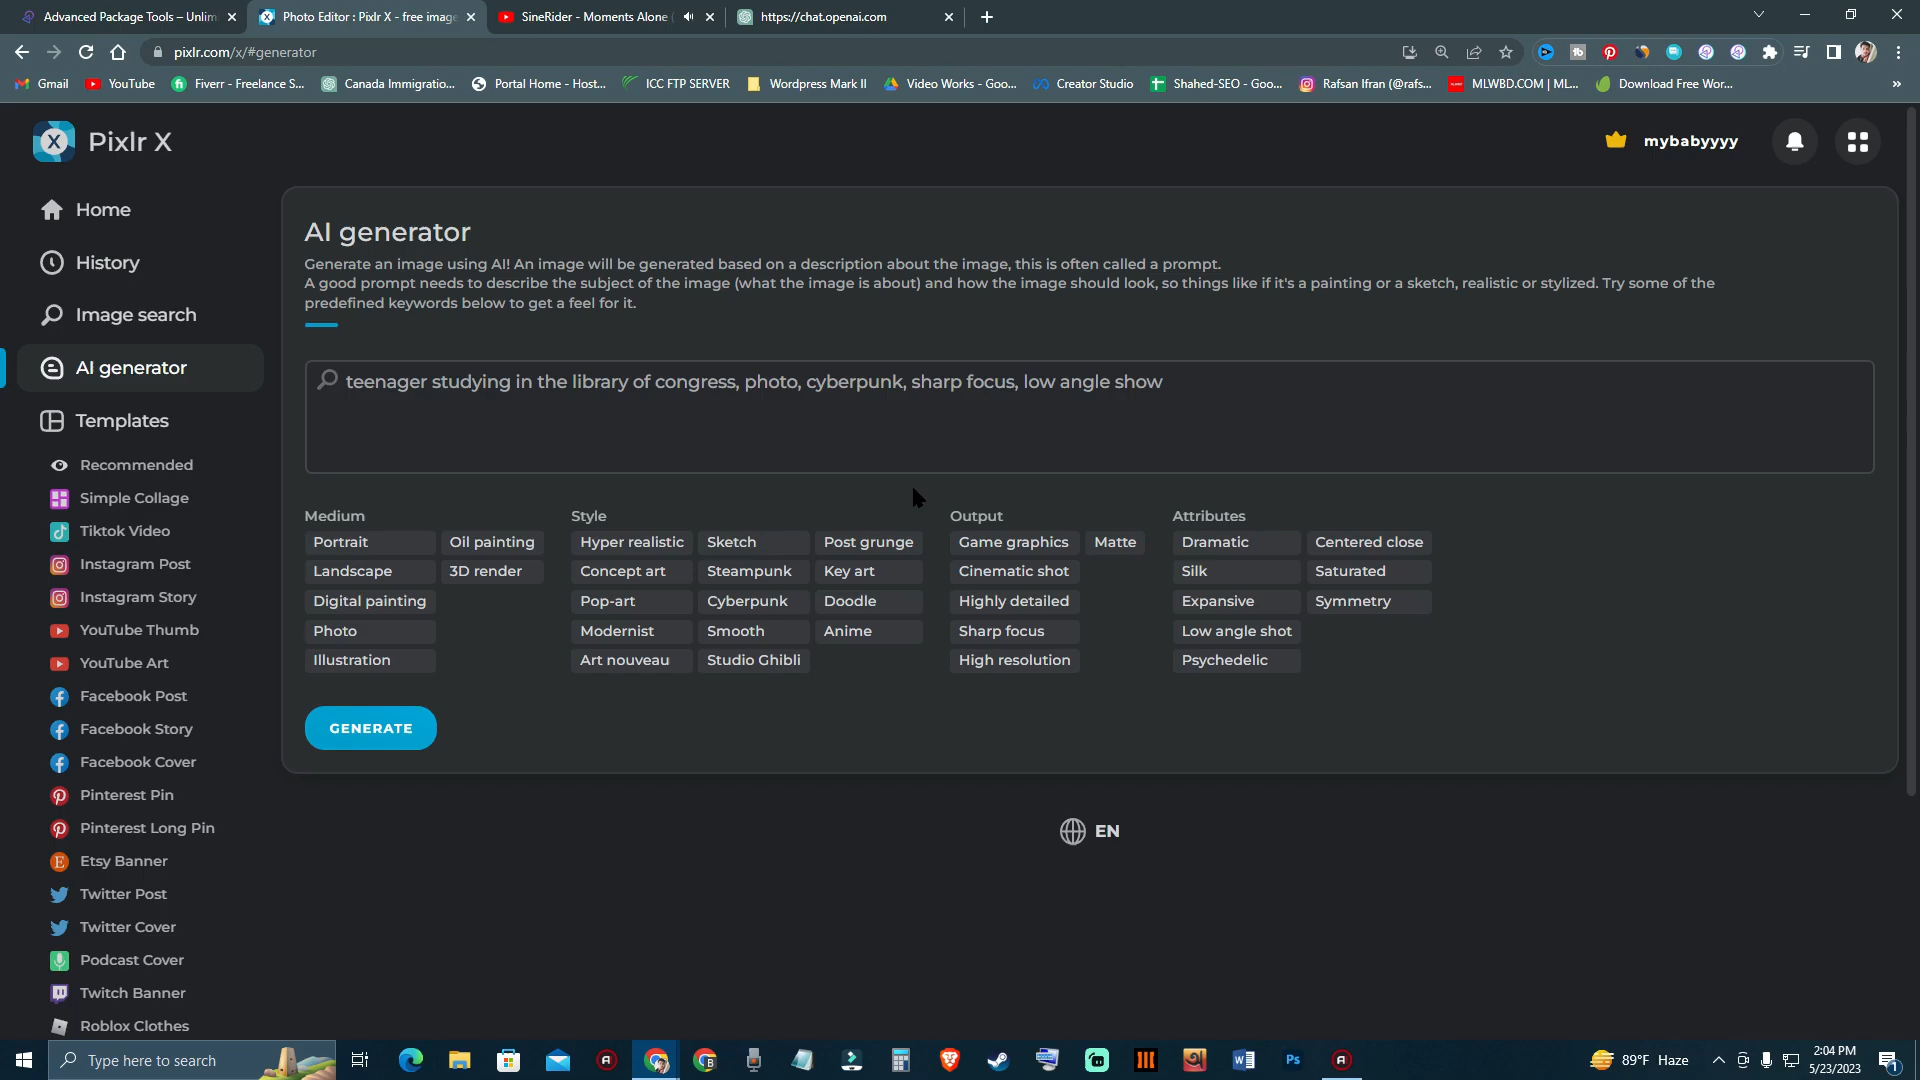 Advanced Package Tools – Unlim
Photo Editor : Pixlr X - free image
SineRider - Moments Alone
https://chat.openai.com
pixlr.com/x/#generator
Gmail
YouTube
Fiverr - Freelance S...
Canada Immigratio...
Portal Home - Host...
ICC FTP SERVER
Wordpress Mark II
Video Works - Goo...
Creator Studio
Shahed-SEO - Goo...
Rafsan Ifran (@rafs...
MLWBD.COM | ML...
Download Free Wor...
»
Pixlr X
mybabyyyy
Home
History
Image search
AI generator
Templates
Recommended
Simple Collage
Tiktok Video
Instagram Post
Instagram Story
YouTube Thumb
YouTube Art
Facebook Post
Facebook Story
Facebook Cover
Pinterest Pin
Pinterest Long Pin
Etsy Banner
Twitter Post
Twitter Cover
Podcast Cover
Twitch Banner
Roblox Clothes
AI generator
Generate an image using AI! An image will be generated based on a description about the image, this is often called a prompt.
A good prompt needs to describe the subject of the image (what the image is about) and how the image should look, so things like if it's a painting or a sketch, realistic or stylized. Try some of the
predefined keywords below to get a feel for it.
teenager studying in the library of congress, photo, cyberpunk, sharp focus, low angle show
Medium
Portrait
Oil painting
Landscape
3D render
Digital painting
Photo
Illustration
Style
Hyper realistic
Sketch
Post grunge
Concept art
Steampunk
Key art
Pop-art
Cyberpunk
Doodle
Modernist
Smooth
Anime
Art nouveau
Studio Ghibli
Output
Game graphics
Matte
Cinematic shot
Highly detailed
Sharp focus
High resolution
Attributes
Dramatic
Centered close
Silk
Saturated
Expansive
Symmetry
Low angle shot
Psychedelic
GENERATE
EN
Type here to search
89°F Haze
2:04 PM
5/23/2023